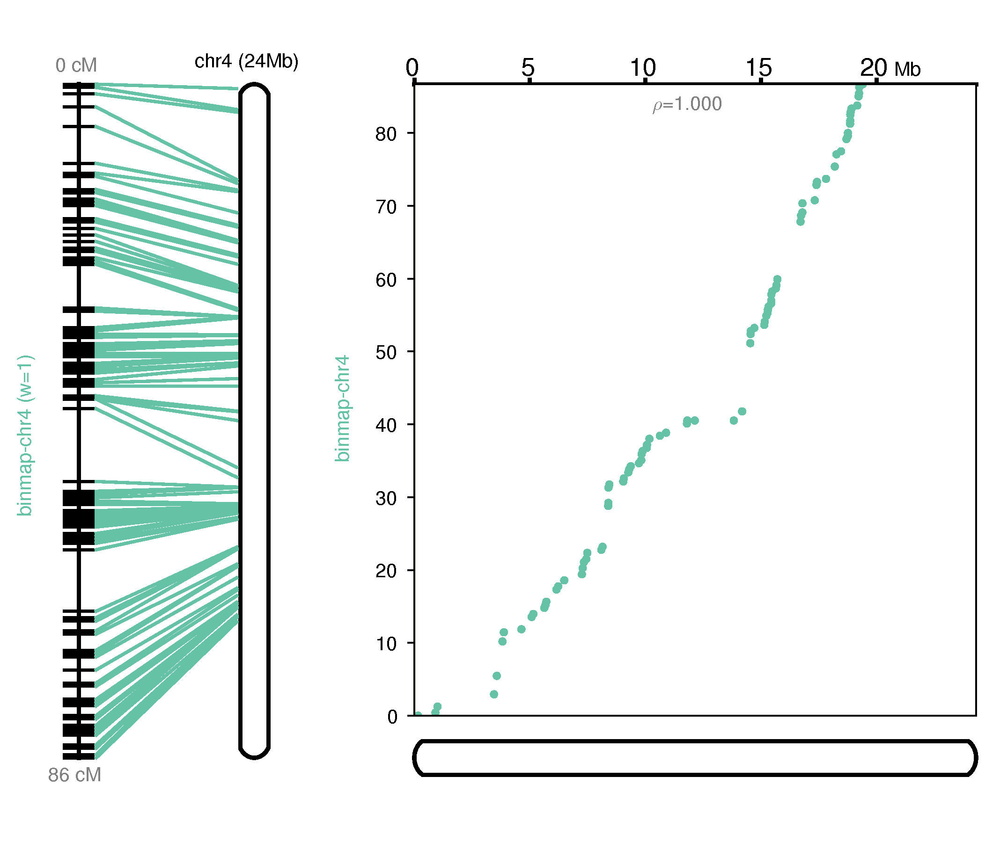 0 cM
chr4 (24Mb)
binmap-chr4 (w=1)
86 cM
0 5 10 15 20 Mb
ρ=1.000
binmap-chr4
80
70
60
50
40
30
20
10
0